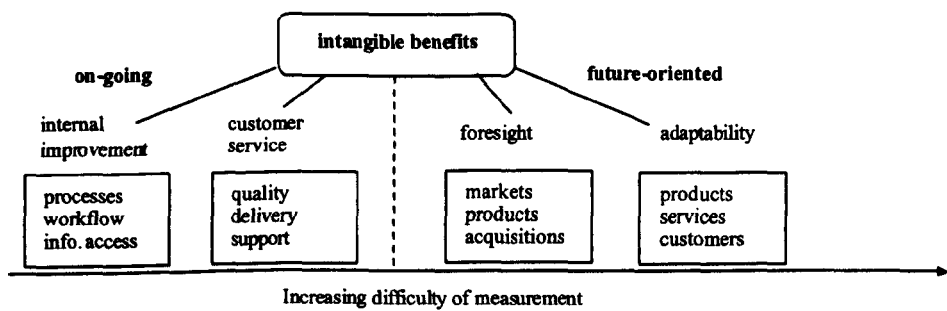 intangible benefits
on-going
future-oriented
internal
improvement
customer
service
foresight
adaptability
processes
workflow
info. access
quality
delivery
support
markets
products
acquisitions
products
services
customers
Increasing difficulty of measurement